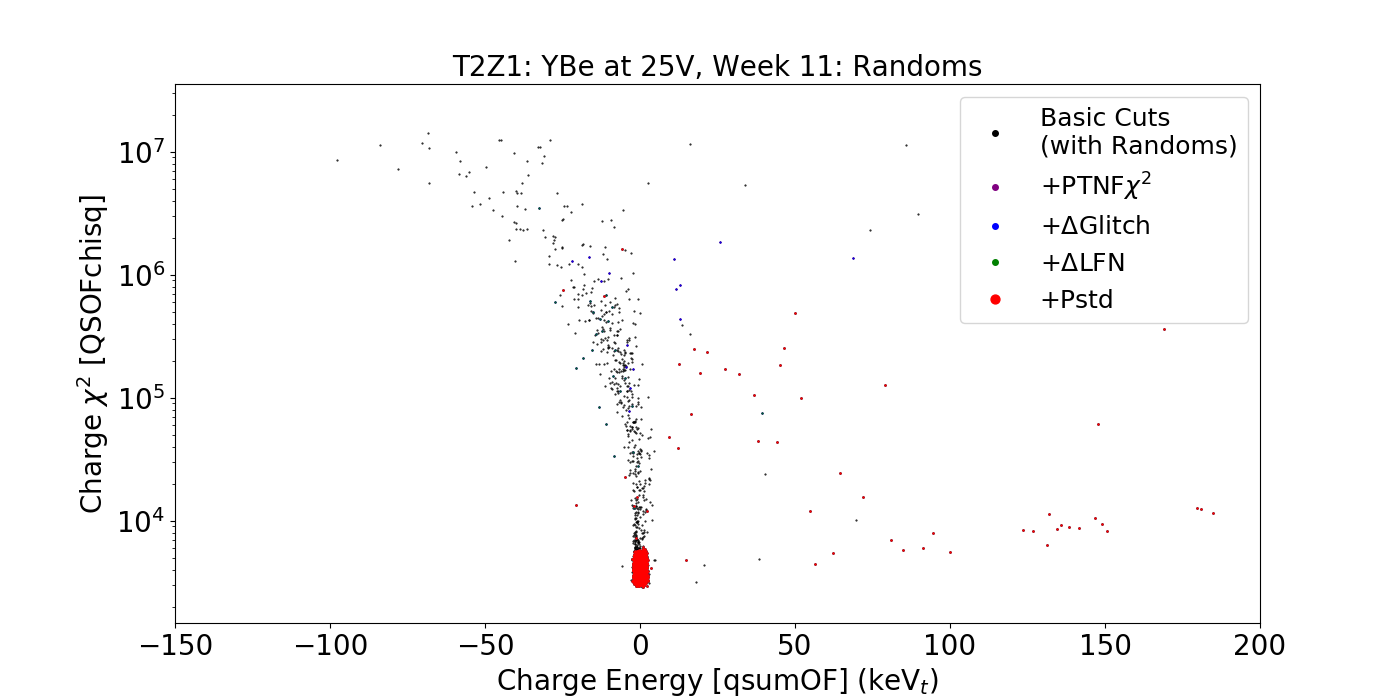 T2Z1: YBe at 25V, Week 11: Randoms
Charge χ² [QSOFchisq]
10⁷
10⁶
10⁵
10⁴
Basic Cuts
(with Randoms)
+PTNFχ²
+ΔGlitch
+ΔLFN
+Pstd
−150
−100
−50
0
50
100
150
200
Charge Energy [qsumOF] (keVₜ)